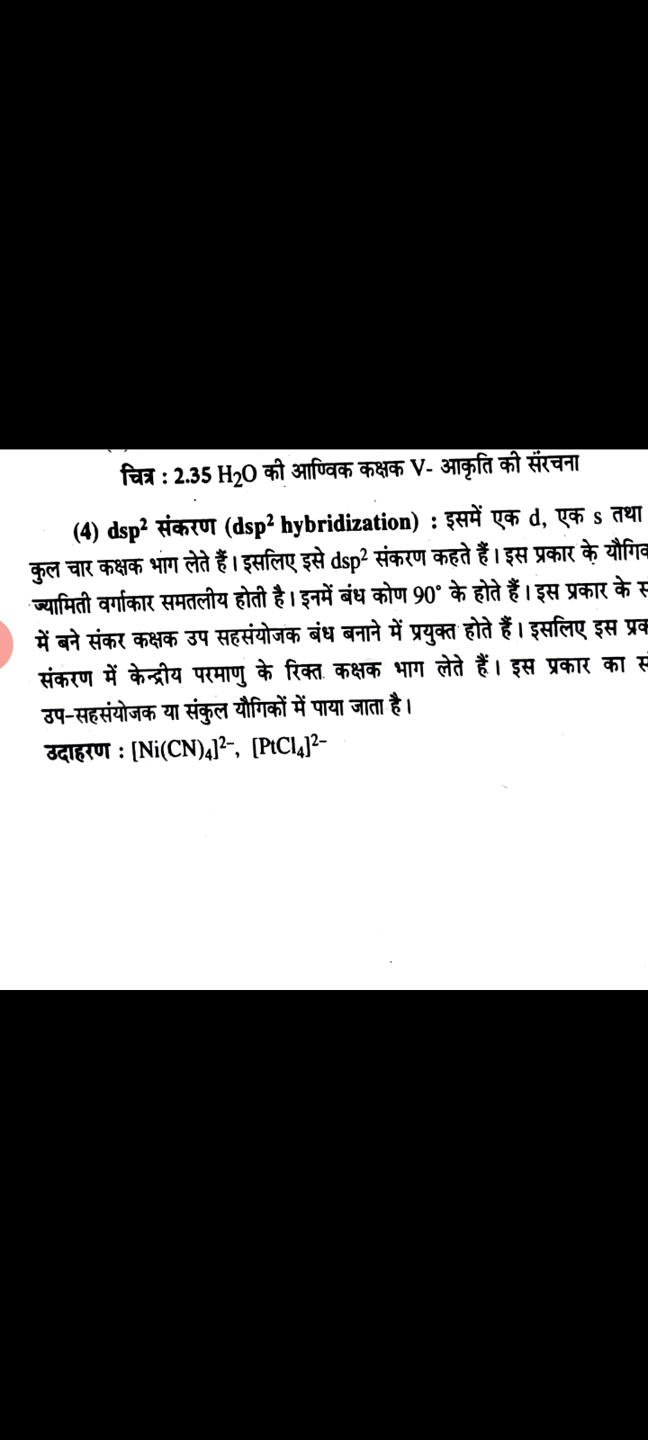 चित्र : 2.35 H₂O की आण्विक कक्षक V- आकृति की संरचना
(4) dsp² संकरण (dsp² hybridization) : इसमें एक d, एक s तथा
कुल चार कक्षक भाग लेते हैं। इसलिए इसे dsp² संकरण कहते हैं। इस प्रकार के
ज्यामिती वर्गाकार समतलीय होती है। इनमें बंध कोण 90° के होते हैं। इस प्रकार के
में बने संकर कक्षक उप सहसंयोजक बंध बनाने में प्रयुक्त होते हैं। इसलिए इस
संकरण में केन्द्रीय परमाणु के रिक्त कक्षक भाग लेते हैं। इस प्रकार का
उप-सहसंयोजक या संकुल यौगिकों में पाया जाता है।
उदाहरण : [Ni(CN)₄]²⁻, [PtCl₄]²⁻